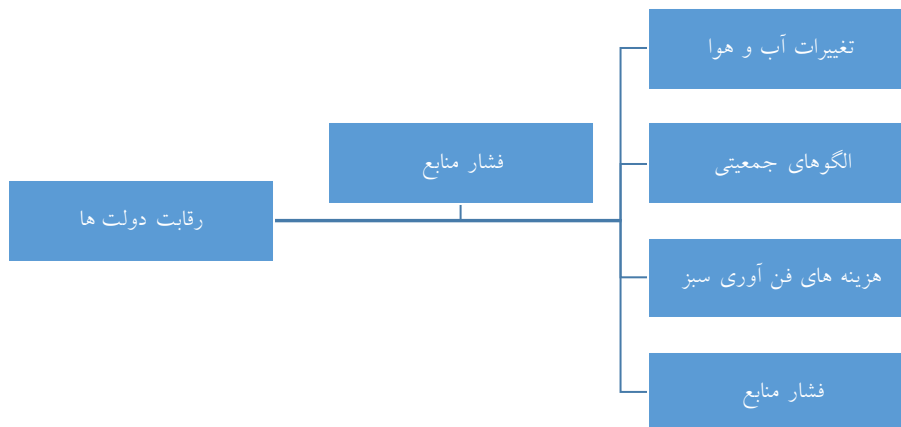 تغییرات آب و هوا
الگوهای جمعیتی
فشار منابع
رقابت دولت ها
هزینه های فن آوری سبز
فشار منابع